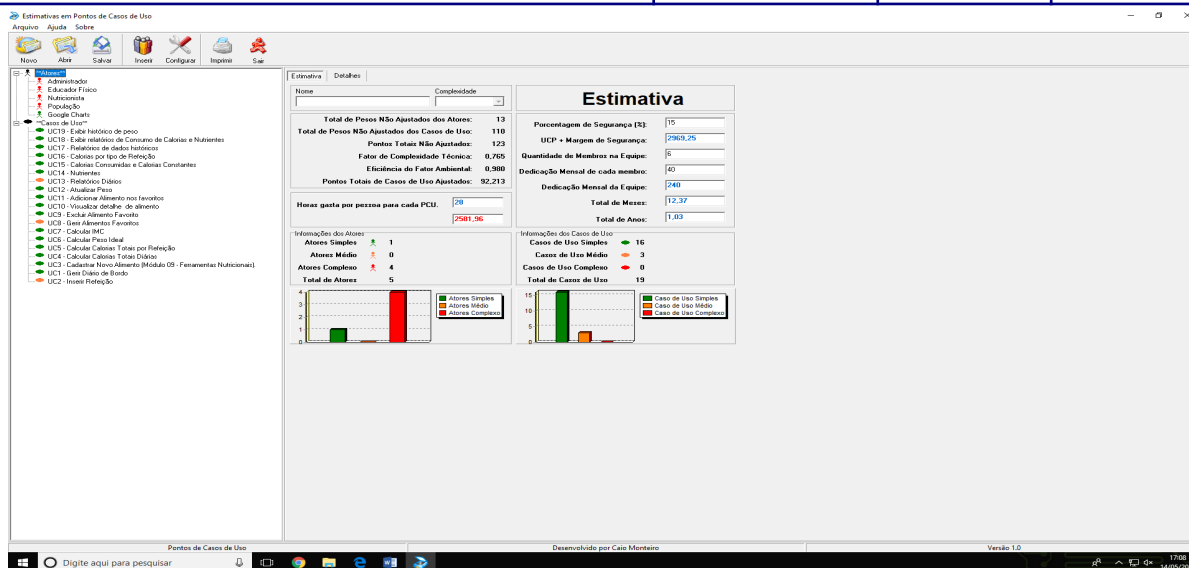 Estimativas em Pontos de Casos de Uso
Arquivo Ajuda Sobre
Novo Abrir Salvar Inserir Configurar Imprimir Sair
**Atores**
Administrador
Educador Físico
Nutricionista
População
Google Charts
**Casos de Uso**
UC19 - Exibir histórico de peso
UC18 - Exibir relatórios de Consumo de Calorias e Nutrientes
UC17 - Relatórios de dados históricos
UC16 - Calorias por tipo de Refeição
UC15 - Calorias Consumidas e Calorias Constantes
UC14 - Nutrientes
UC13 - Relatórios Diários
UC12 - Atualizar Peso
UC11 - Adicionar Alimento nos favoritos
UC10 - Visualizar detalhe de alimento
UC9 - Excluir Alimento Favorito
UC8 - Gerir Alimentos Favoritos
UC7 - Calcular IMC
UC6 - Calcular Peso Ideal
UC5 - Calcular Calorias Totais por Refeição
UC4 - Calcular Calorias Totais Diárias
UC3 - Cadastrar Novo Alimento (Módulo 09 - Ferramentas Nutricionais).
UC1 - Gerir Diário de Bordo
UC2 - Inserir Refeição
Estimativa Detalhes
Nome Complexidade
Total de Pesos Não Ajustados dos Atores: 13
Total de Pesos Não Ajustados dos Casos de Uso: 110
Pontos Totais Não Ajustados: 123
Fator de Complexidade Técnica: 0,765
Eficiência do Fator Ambiental: 0,980
Pontos Totais de Casos de Uso Ajustados: 92,213
Horas gasta por pessoa para cada PCU. 28
2581,96
Informações dos Atores
Atores Simples 1
Atores Médio 0
Atores Complexo 4
Total de Atores 5
4
3
2
1
0
Atores Simples
Atores Médio
Atores Complexo
Estimativa
Porcentagem de Segurança (%): 15
UCP + Margem de Segurança: 2969,25
Quantidade de Membros na Equipe: 6
Dedicação Mensal de cada membro: 40
Dedicação Mensal da Equipe: 240
Total de Meses: 12,37
Total de Anos: 1,03
Informações dos Casos de Uso
Casos de Uso Simples 16
Casos de Uso Médio 3
Casos de Uso Complexo 0
Total de Casos de Uso 19
15
10
5
0
Caso de Uso Simples
Caso de Uso Médio
Caso de Uso Complexo
Pontos de Casos de Uso Desenvolvido por Caio Monteiro Versão 1.0
Digite aqui para pesquisar
17:08